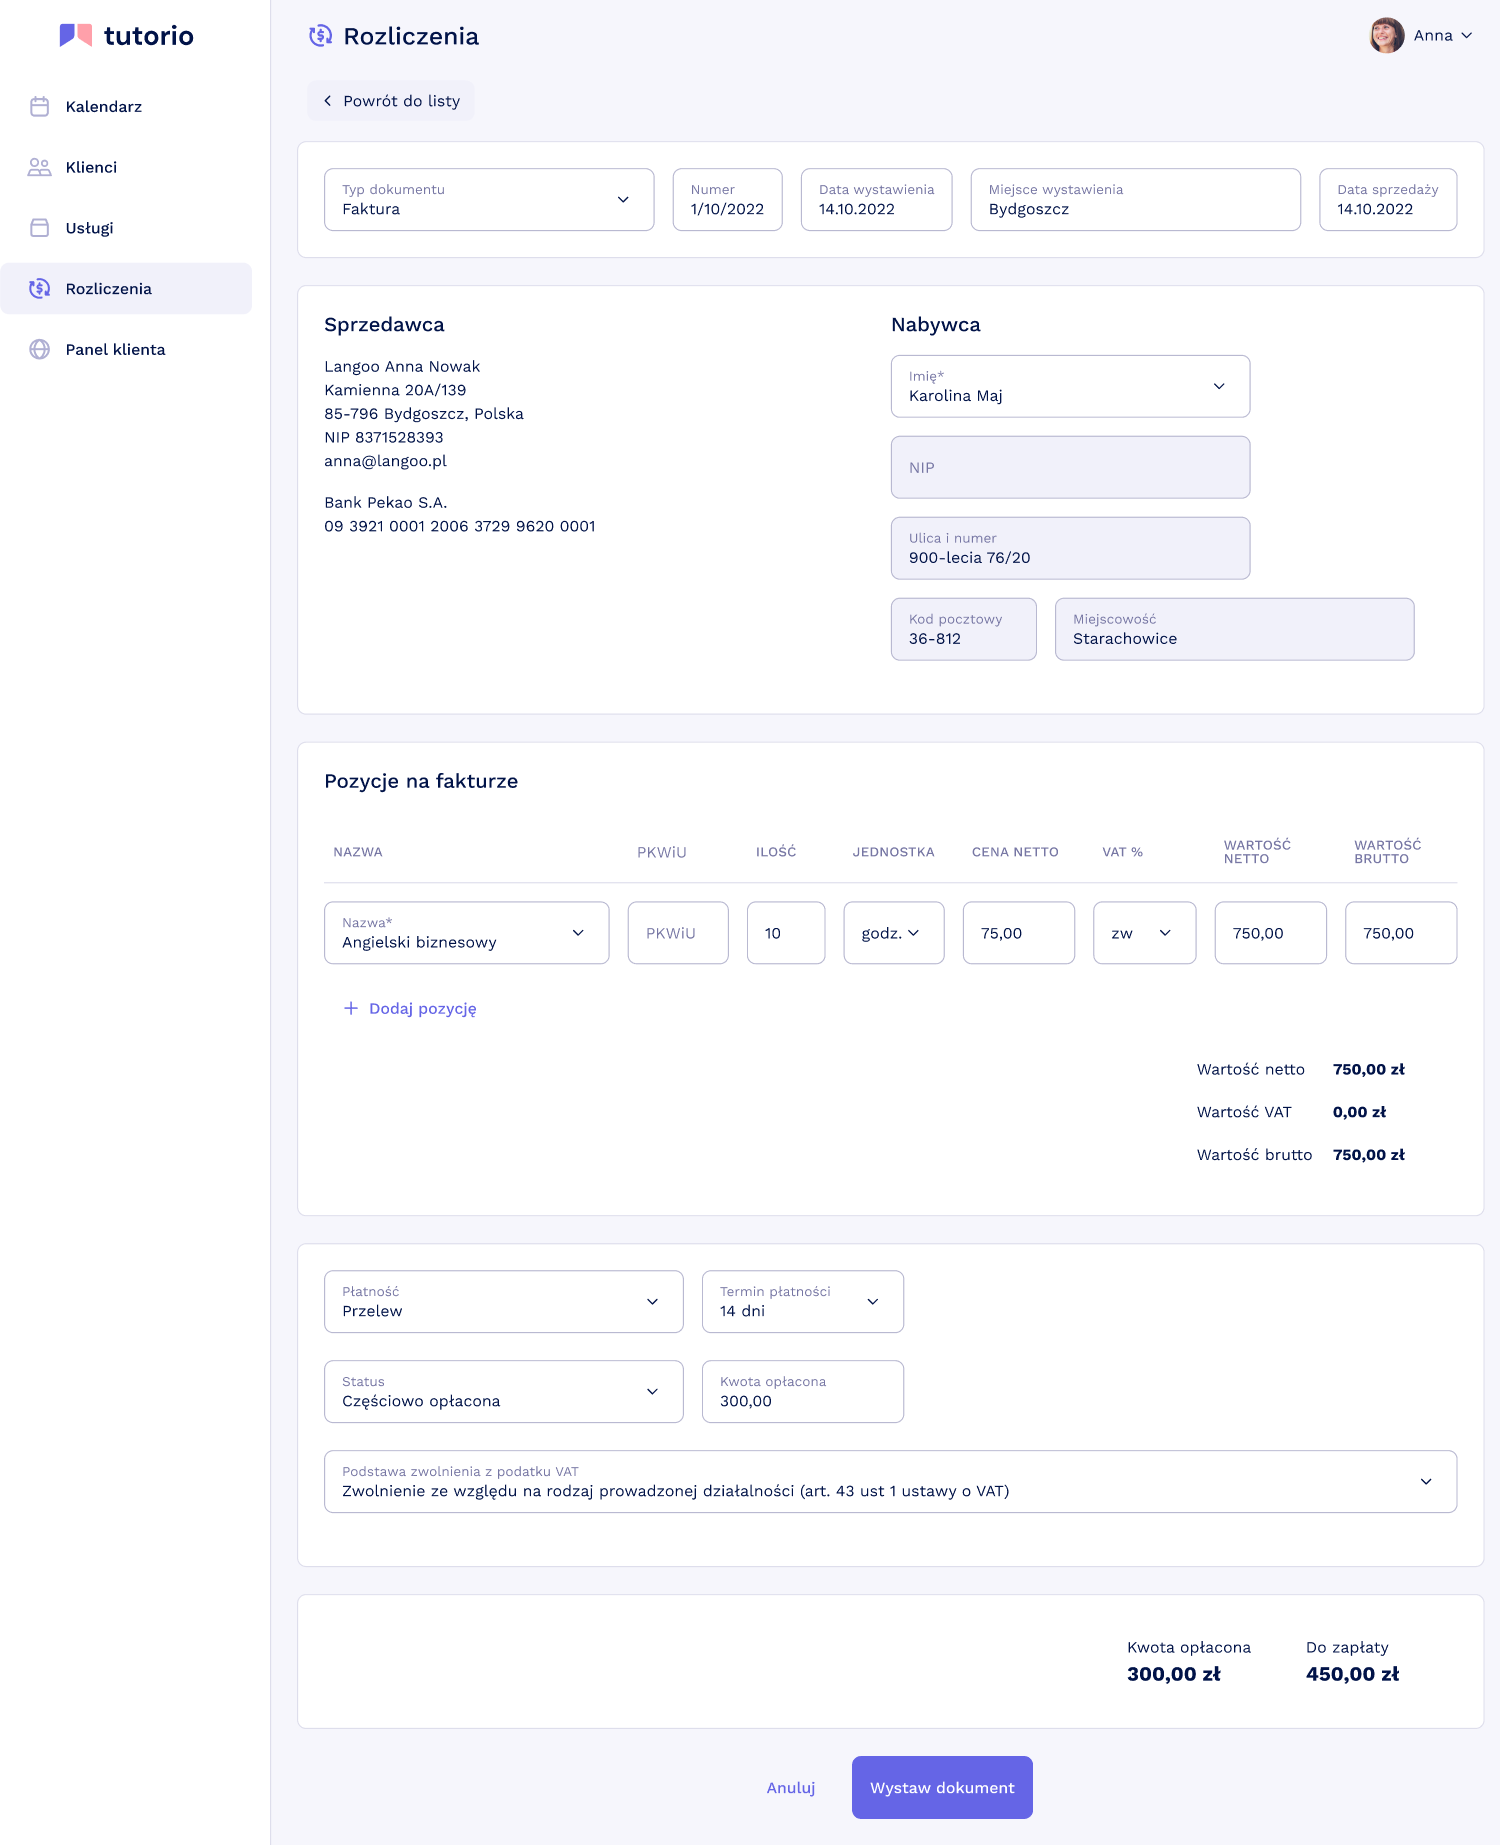 tutorio
Kalendarz
Klienci
Usługi
Rozliczenia
Panel klienta
Rozliczenia
Anna
Powrót do listy
Typ dokumentu
Faktura
Numer
1/10/2022
Data wystawienia
14.10.2022
Miejsce wystawienia
Bydgoszcz
Data sprzedaży
14.10.2022
Sprzedawca
Langoo Anna Nowak
Kamienna 20A/139
85-796 Bydgoszcz, Polska
NIP 8371528393
anna@langoo.pl
Bank Pekao S.A.
09 3921 0001 2006 3729 9620 0001
Nabywca
Imię*
Karolina Maj
NIP
Ulica i numer
900-lecia 76/20
Kod pocztowy
36-812
Miejscowość
Starachowice
Pozycje na fakturze
NAZWA PKWiU ILOŚĆ JEDNOSTKA CENA NETTO VAT % WARTOŚĆ NETTO WARTOŚĆ BRUTTO
Nazwa*
Angielski biznesowy PKWiU 10 godz. 75,00 zw 750,00 750,00
Dodaj pozycję
Wartość netto 750,00 zł
Wartość VAT 0,00 zł
Wartość brutto 750,00 zł
Płatność
Przelew
Termin płatności
14 dni
Status
Częściowo opłacona
Kwota opłacona
300,00
Podstawa zwolnienia z podatku VAT
Zwolnienie ze względu na rodzaj prowadzonej działalności (art. 43 ust 1 ustawy o VAT)
Kwota opłacona
300,00 zł
Do zapłaty
450,00 zł
Anuluj
Wystaw dokument